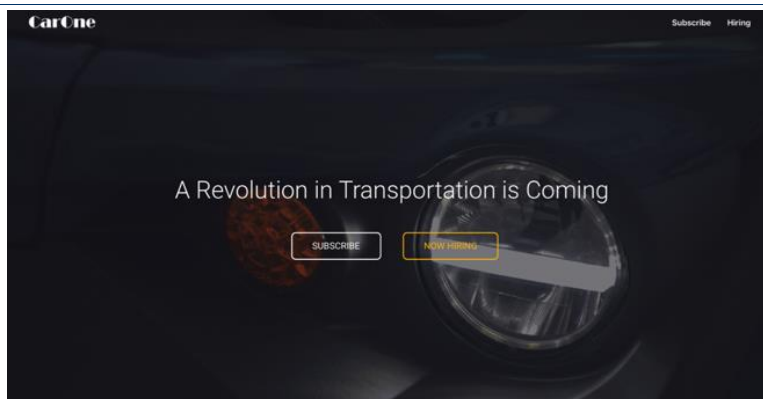 CarOne
Subscribe Hiring
A Revolution in Transportation is Coming
SUBSCRIBE
NOW HIRING